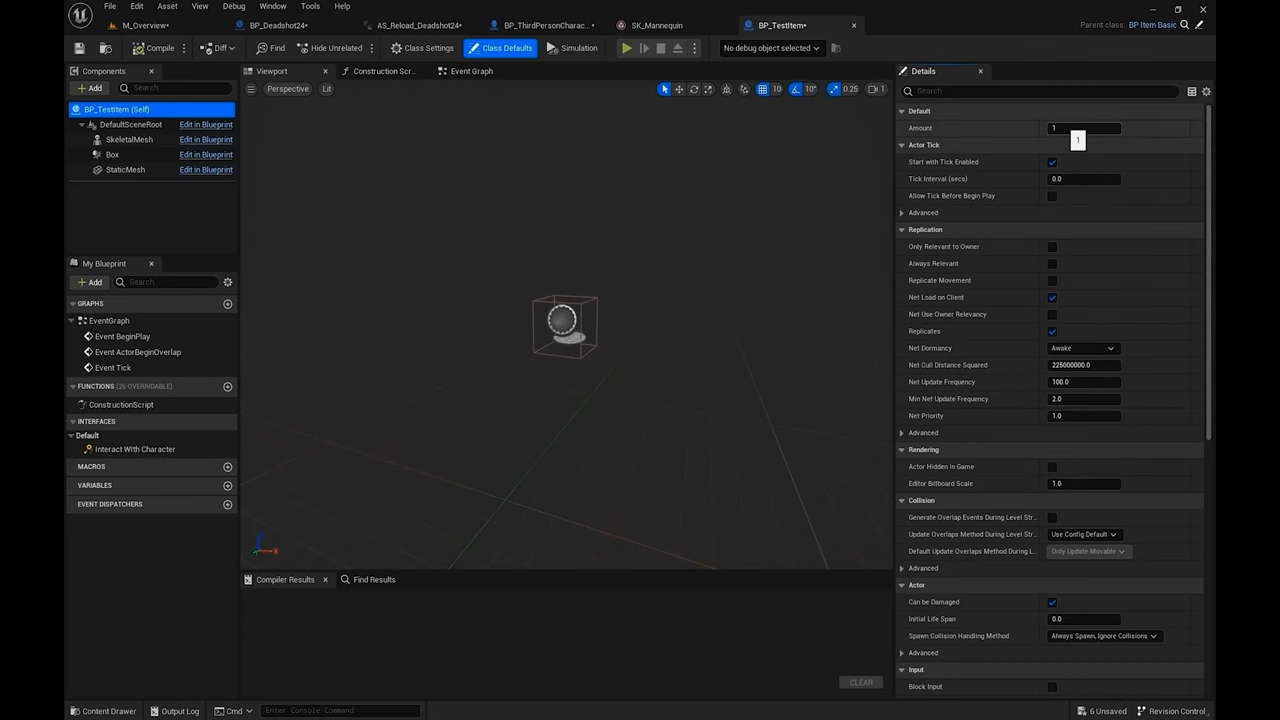 File Edit Asset View Debug Window Tools Help
M_Overview* BP_Deadshot24* AS_Reload_Deadshot24* BP_ThirdPersonCharac...* SK_Mannequin BP_TestItem*
Parent class: BP Item Basic
Compile Diff Find Hide Unrelated Class Settings Class Defaults Simulation No debug object selected
Components
Add Search
BP_TestItem (Self)
DefaultSceneRoot Edit in Blueprint
SkeletalMesh Edit in Blueprint
Box Edit in Blueprint
StaticMesh Edit in Blueprint
My Blueprint
Add Search
GRAPHS
EventGraph
Event BeginPlay
Event ActorBeginOverlap
Event Tick
FUNCTIONS (26 OVERRIDABLE)
ConstructionScript
INTERFACES
Default
Interact WIth Character
MACROS
VARIABLES
EVENT DISPATCHERS
Viewport Construction Scr... Event Graph
Perspective Lit 10 10° 0.25 1
Compiler Results Find Results
CLEAR
Details
Search
Default
Amount 1
1
Actor Tick
Start with Tick Enabled
Tick Interval (secs) 0.0
Allow Tick Before Begin Play
Advanced
Replication
Only Relevant to Owner
Always Relevant
Replicate Movement
Net Load on Client
Net Use Owner Relevancy
Replicates
Net Dormancy Awake
Net Cull Distance Squared 225000000.0
Net Update Frequency 100.0
Min Net Update Frequency 2.0
Net Priority 1.0
Advanced
Rendering
Actor Hidden In Game
Editor Billboard Scale 1.0
Collision
Generate Overlap Events During Level Str...
Update Overlaps Method During Level Str... Use Config Default
Default Update Overlaps Method During L... Only Update Movable
Advanced
Actor
Can be Damaged
Initial Life Span 0.0
Spawn Collision Handling Method Always Spawn, Ignore Collisions
Advanced
Input
Block Input
Content Drawer Output Log Cmd Enter Console Command 6 Unsaved Revision Control